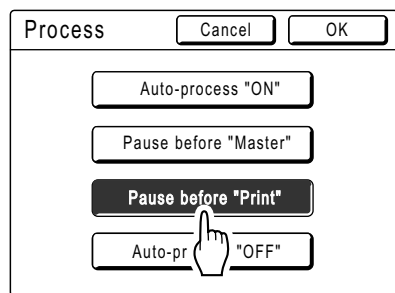 Process Cancel OK
Auto-process "ON"
Pause before "Master"
Pause before "Print"
Auto-pr "OFF"